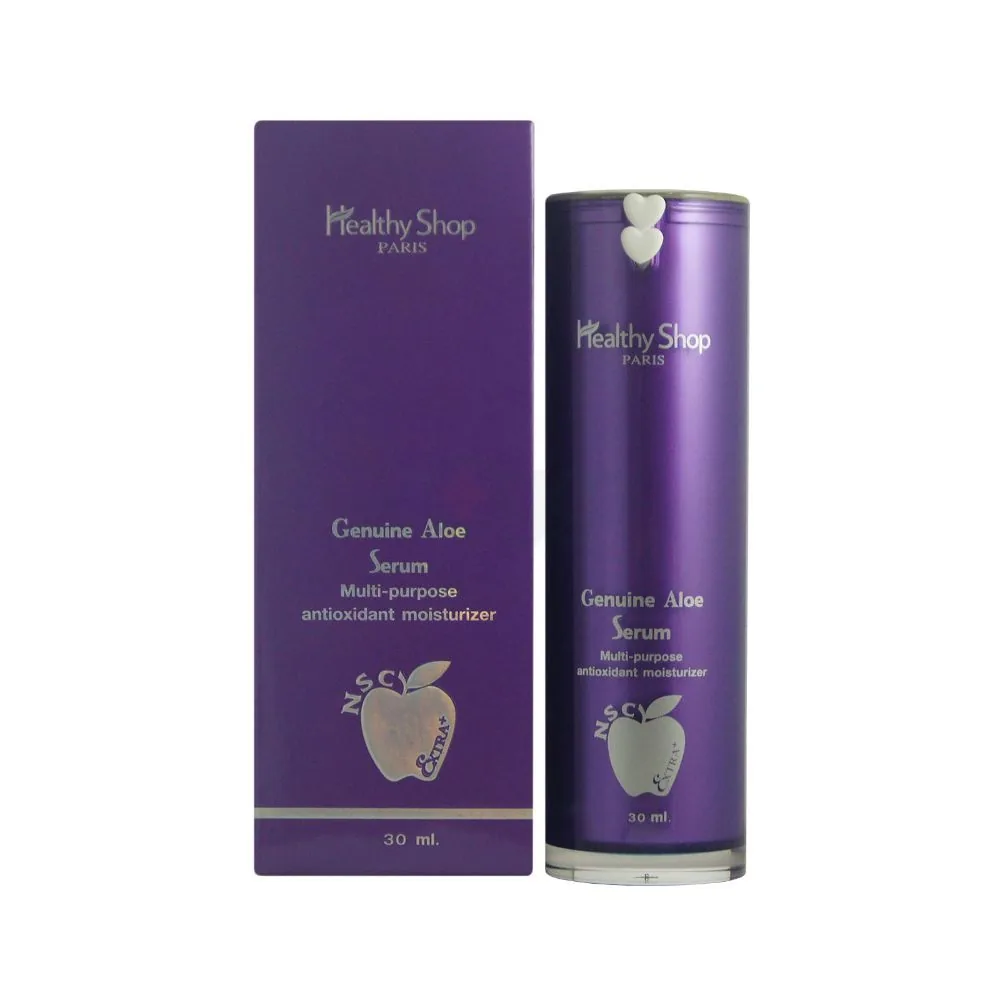 Healthy Shop
PARIS
Genuine Aloe
Serum
Multi-purpose
antioxidant moisturizer
NSC
EXTRA+
30 ml.
Healthy Shop
PARIS
Genuine Aloe
Serum
Multi-purpose
antioxidant moisturizer
NSC
EXTRA+
30 ml.